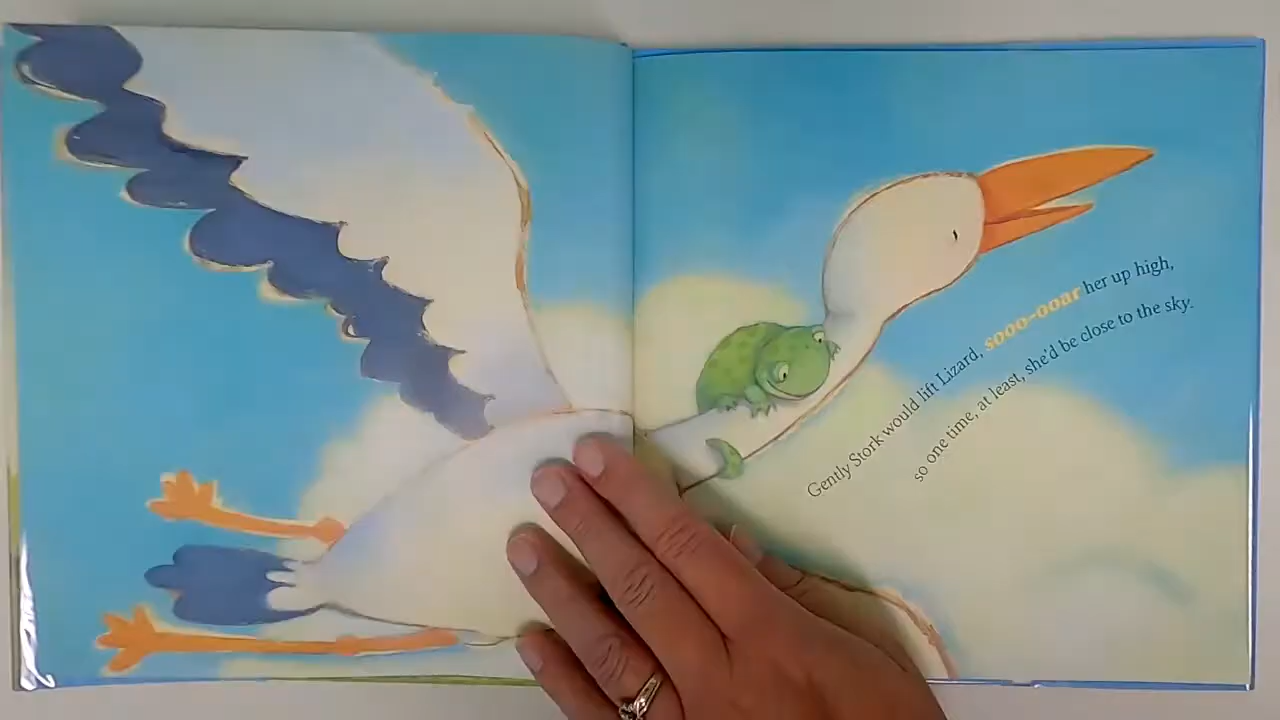 Gently Stork would lift Lizard, sooo-ooar her up high,
so one time, at least, she'd be close to the sky.